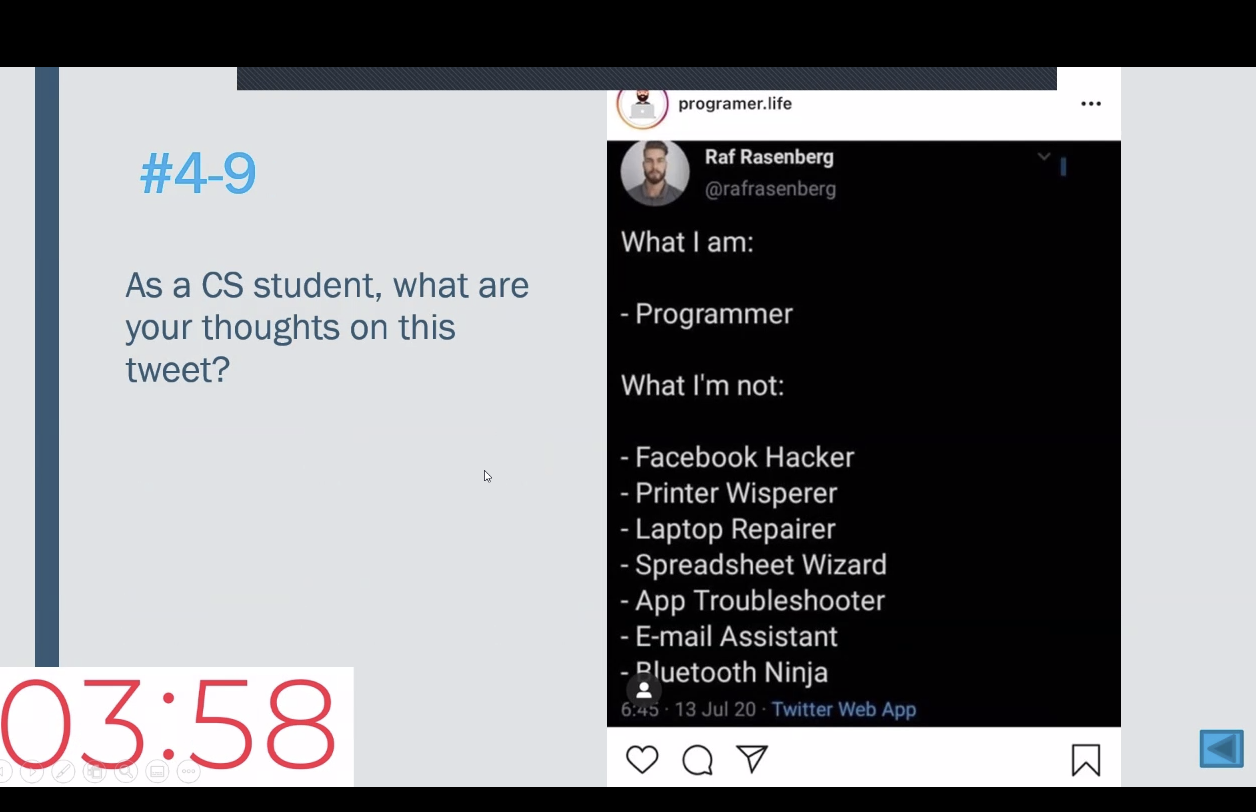 #4-9
As a CS student, what are
your thoughts on this
tweet?
programer.life
Raf Rasenberg
@rafrasenberg
What I am:
- Programmer
What I'm not:
- Facebook Hacker
- Printer Wisperer
- Laptop Repairer
- Spreadsheet Wizard
- App Troubleshooter
- E-mail Assistant
- Bluetooth Ninja
6:45 · 13 Jul 20 · Twitter Web App
03:58